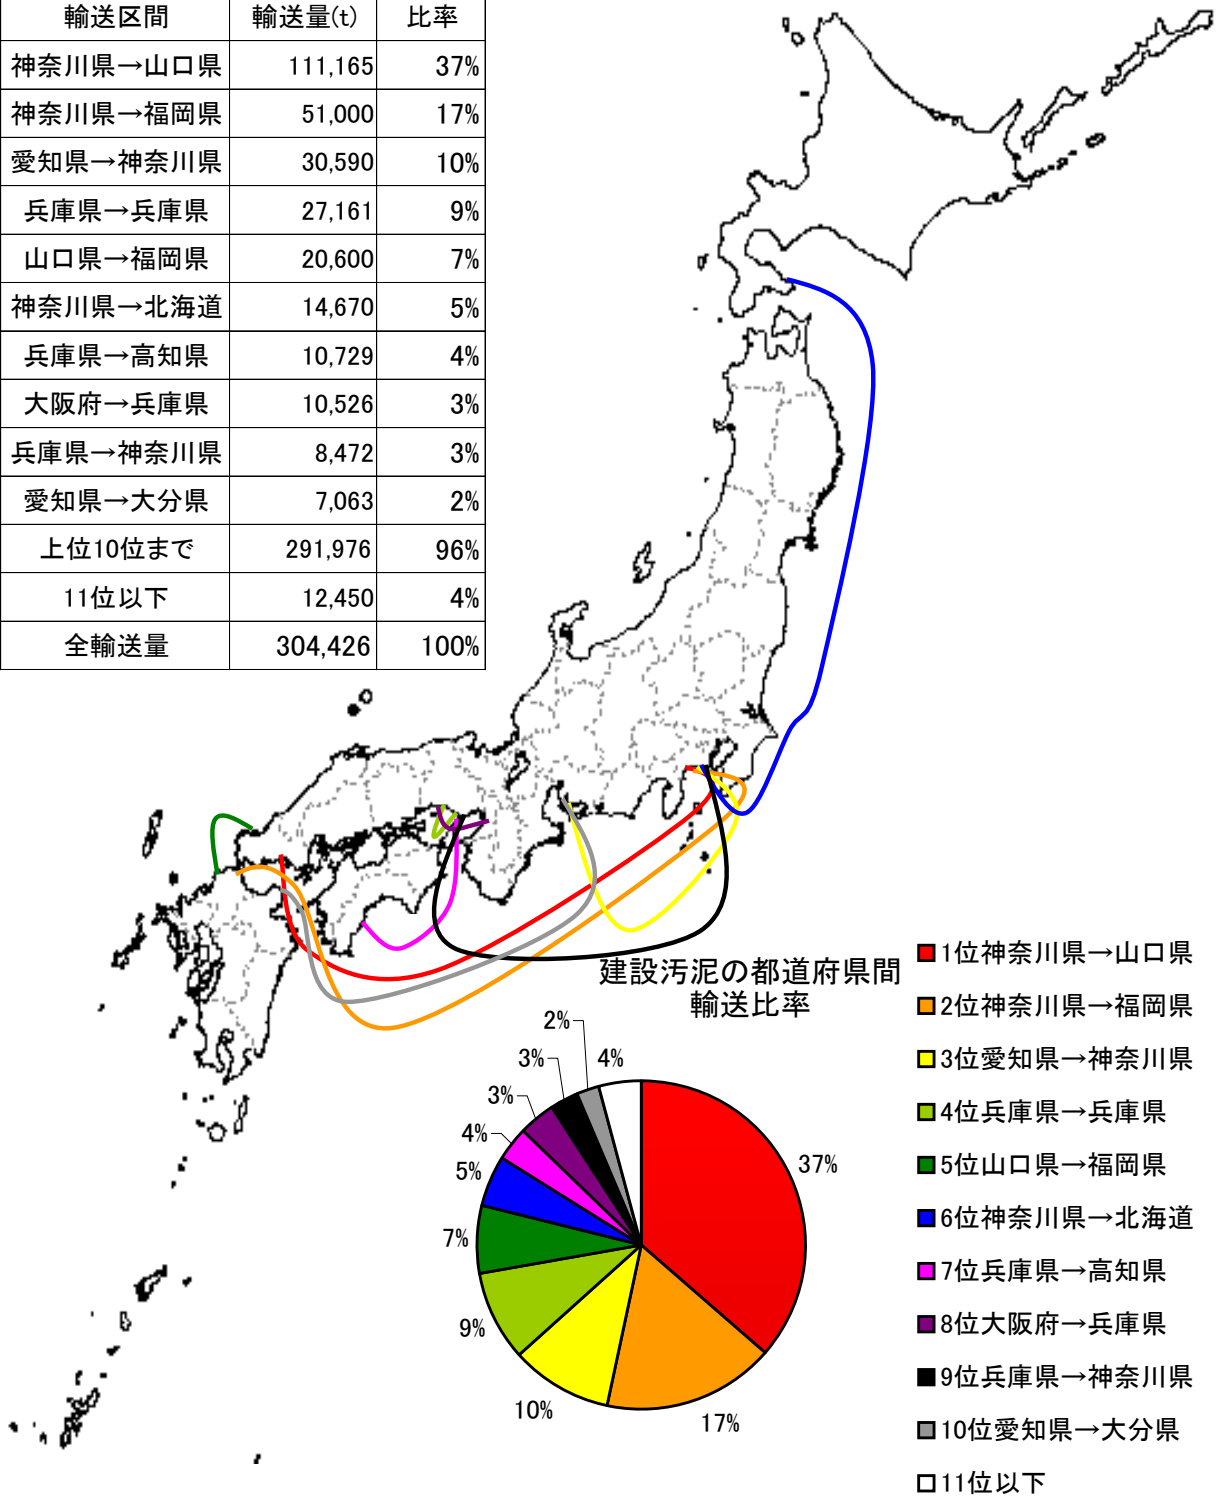 輸送区間 輸送量(t) 比率
神奈川県→山口県 111,165 37%
神奈川県→福岡県 51,000 17%
愛知県→神奈川県 30,590 10%
兵庫県→兵庫県 27,161 9%
山口県→福岡県 20,600 7%
神奈川県→北海道 14,670 5%
兵庫県→高知県 10,729 4%
大阪府→兵庫県 10,526 3%
兵庫県→神奈川県 8,472 3%
愛知県→大分県 7,063 2%
上位10位まで 291,976 96%
11位以下 12,450 4%
全輸送量 304,426 100%
建設汚泥の都道府県間
輸送比率
2%
3%
4%
3%
4%
5%
37%
7%
9%
10%
17%
1位神奈川県→山口県
2位神奈川県→福岡県
3位愛知県→神奈川県
4位兵庫県→兵庫県
5位山口県→福岡県
6位神奈川県→北海道
7位兵庫県→高知県
8位大阪府→兵庫県
9位兵庫県→神奈川県
10位愛知県→大分県
11位以下